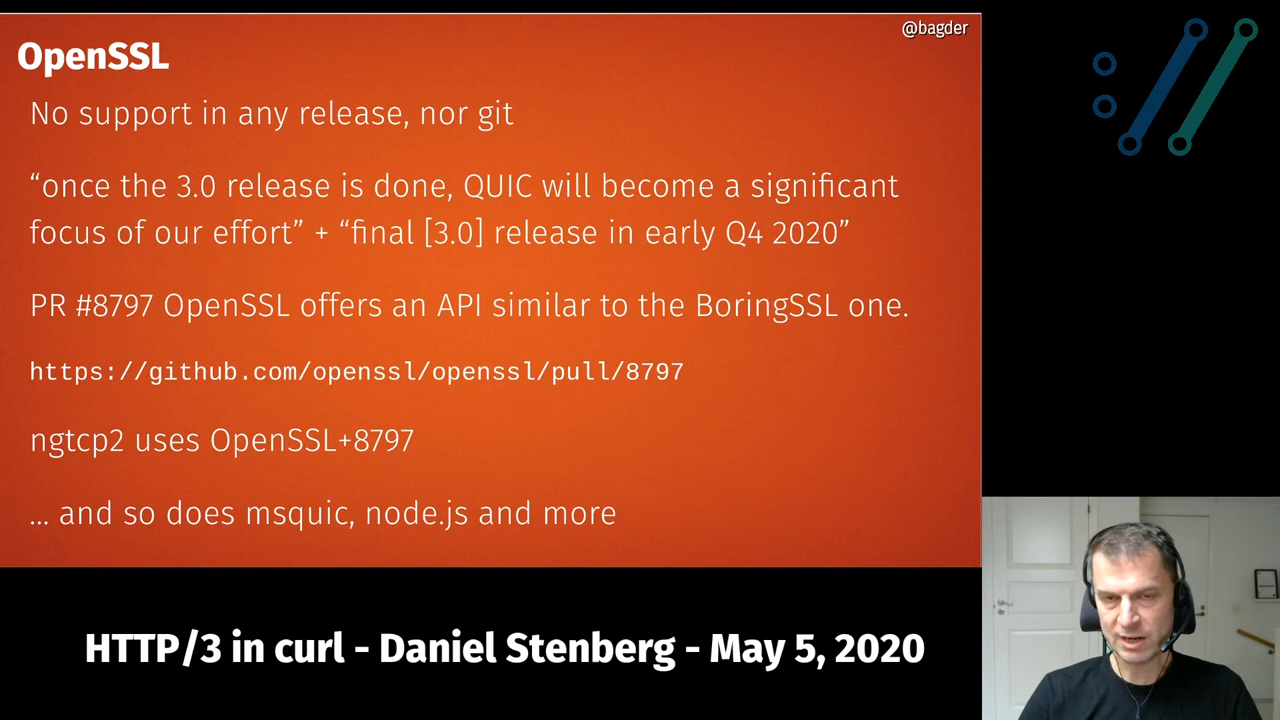 @bagder
OpenSSL
No support in any release, nor git
“once the 3.0 release is done, QUIC will become a significant
focus of our effort” + “final [3.0] release in early Q4 2020”
PR #8797 OpenSSL offers an API similar to the BoringSSL one.
https://github.com/openssl/openssl/pull/8797
ngtcp2 uses OpenSSL+8797
... and so does msquic, node.js and more
HTTP/3 in curl - Daniel Stenberg - May 5, 2020